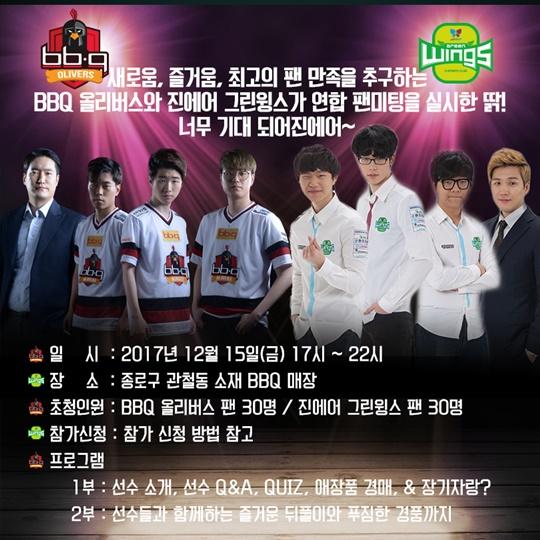 bb.q
OLIVERS
Green
Wings
새로움, 즐거움, 최고의 팬 만족을 추구하는
BBQ 올리버스와 진에어 그린윙스가 연합 팬미팅을 실시한 닭!
너무 기대 되어진에어~
일 시 : 2017년 12월 15일(금) 17시 ~ 22시
장 소 : 종로구 관철동 소재 BBQ 매장
초청인원 : BBQ 올리버스 팬 30명 / 진에어 그린윙스 팬 30명
참가신청 : 참가 신청 방법 참고
프로그램
1부 : 선수 소개, 선수 Q&A, QUIZ, 애장품 경매, & 장기자랑?
2부 : 선수들과 함께하는 즐거운 뒤풀이와 푸짐한 경품까지